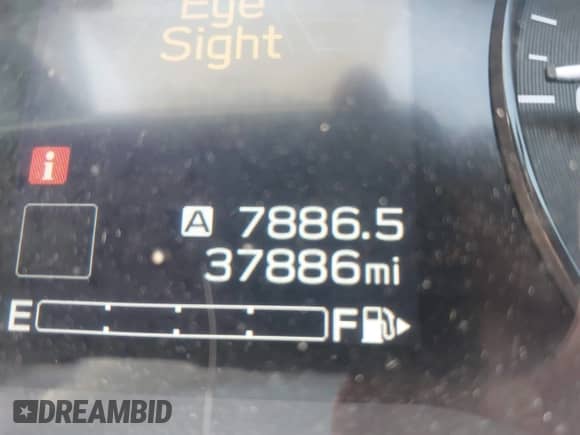 Eye
Sight
i
A 7886.5
37886mi
E F
DREAMBID